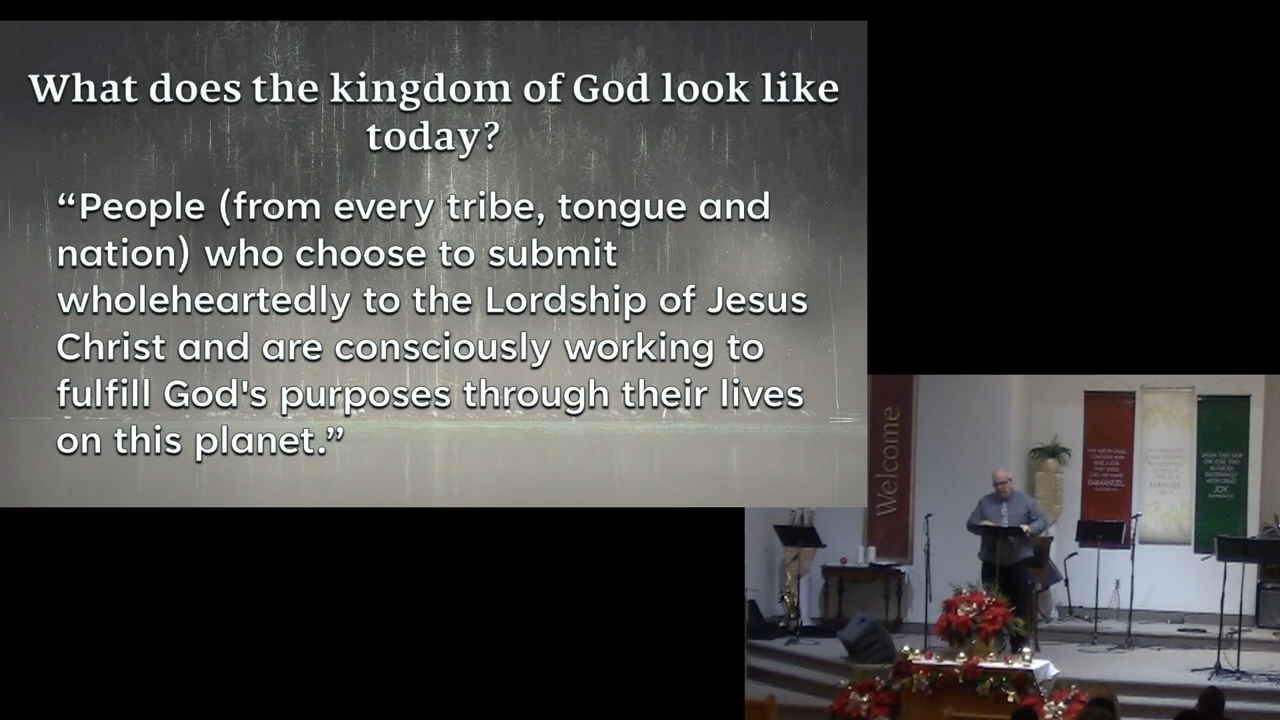 What does the kingdom of God look like
today?
“People (from every tribe, tongue and
nation) who choose to submit
wholeheartedly to the Lordship of Jesus
Christ and are consciously working to
fulfill God's purposes through their lives
on this planet.”
Welcome
EMMANUEL
JOY